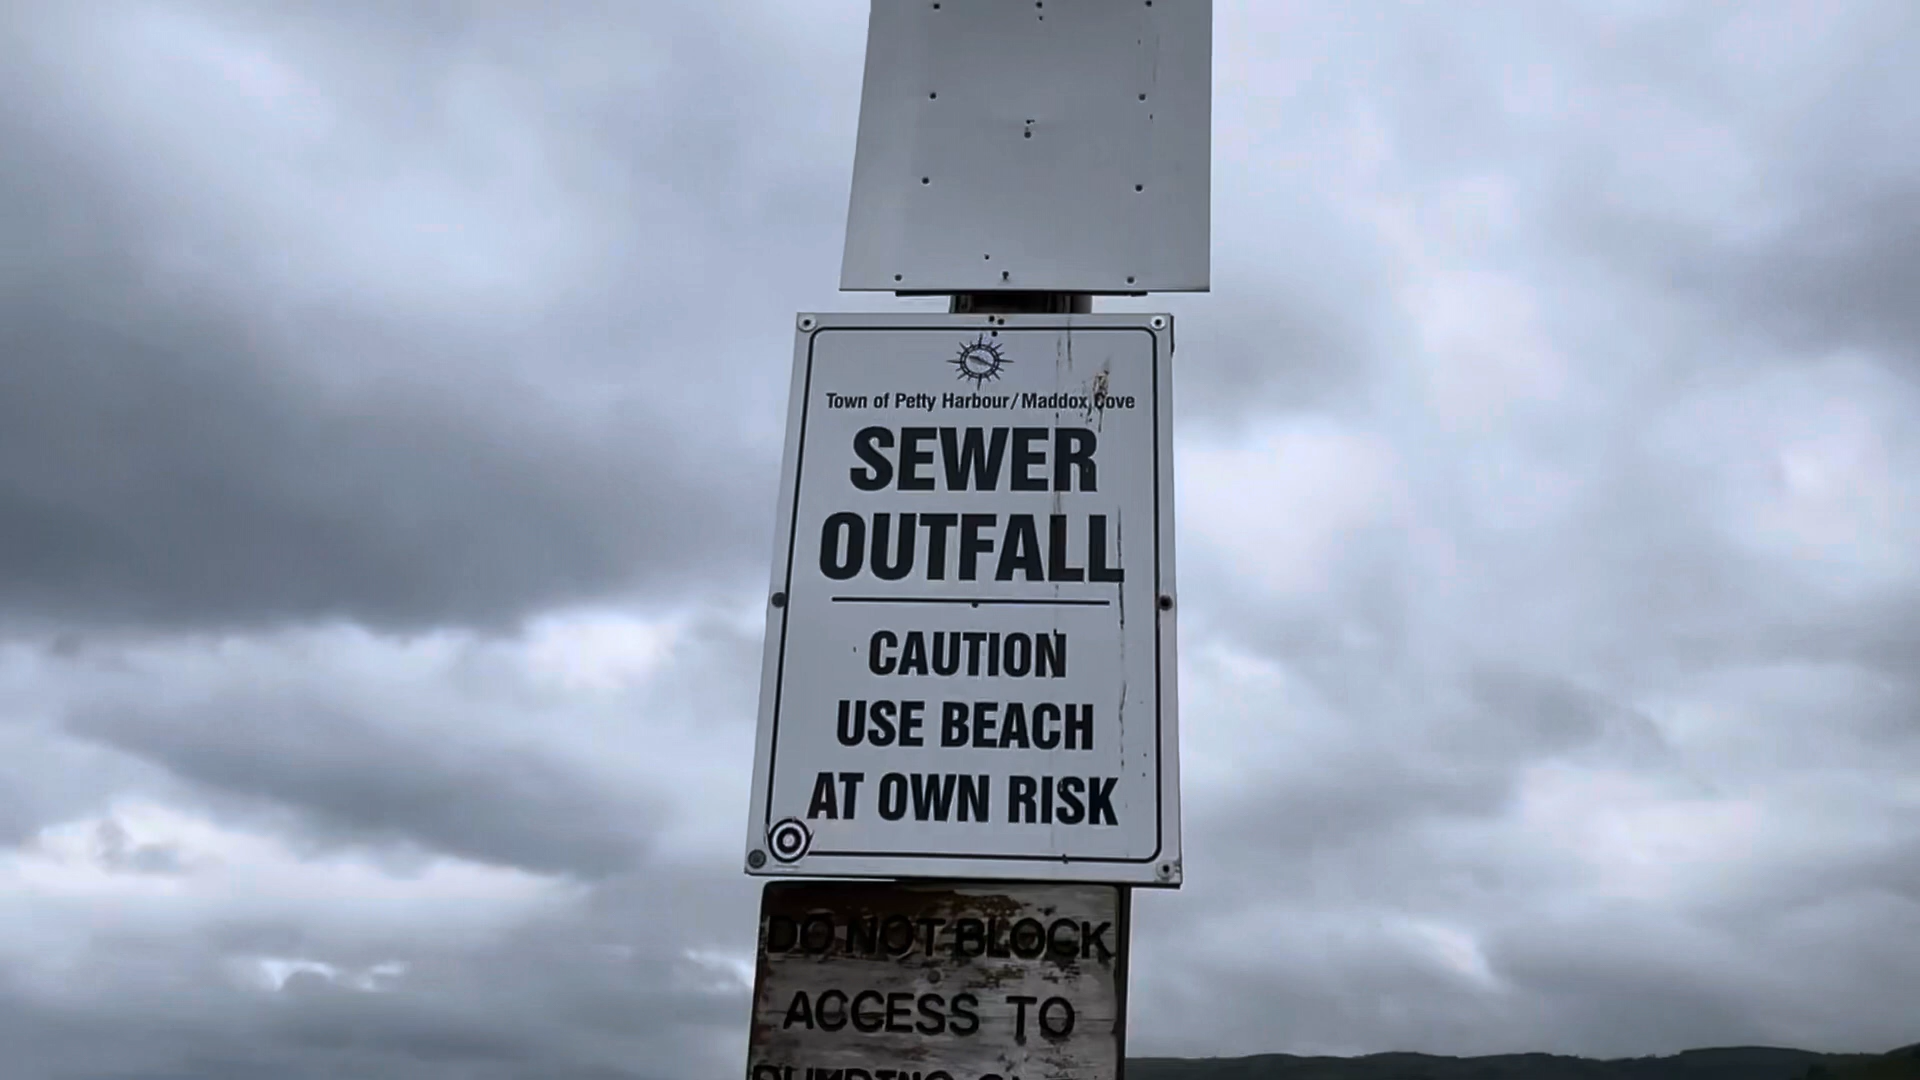 Town of Petty Harbour/Maddox Cove
SEWER
OUTFALL
CAUTION
USE BEACH
AT OWN RISK
DO NOT BLOCK
ACCESS TO